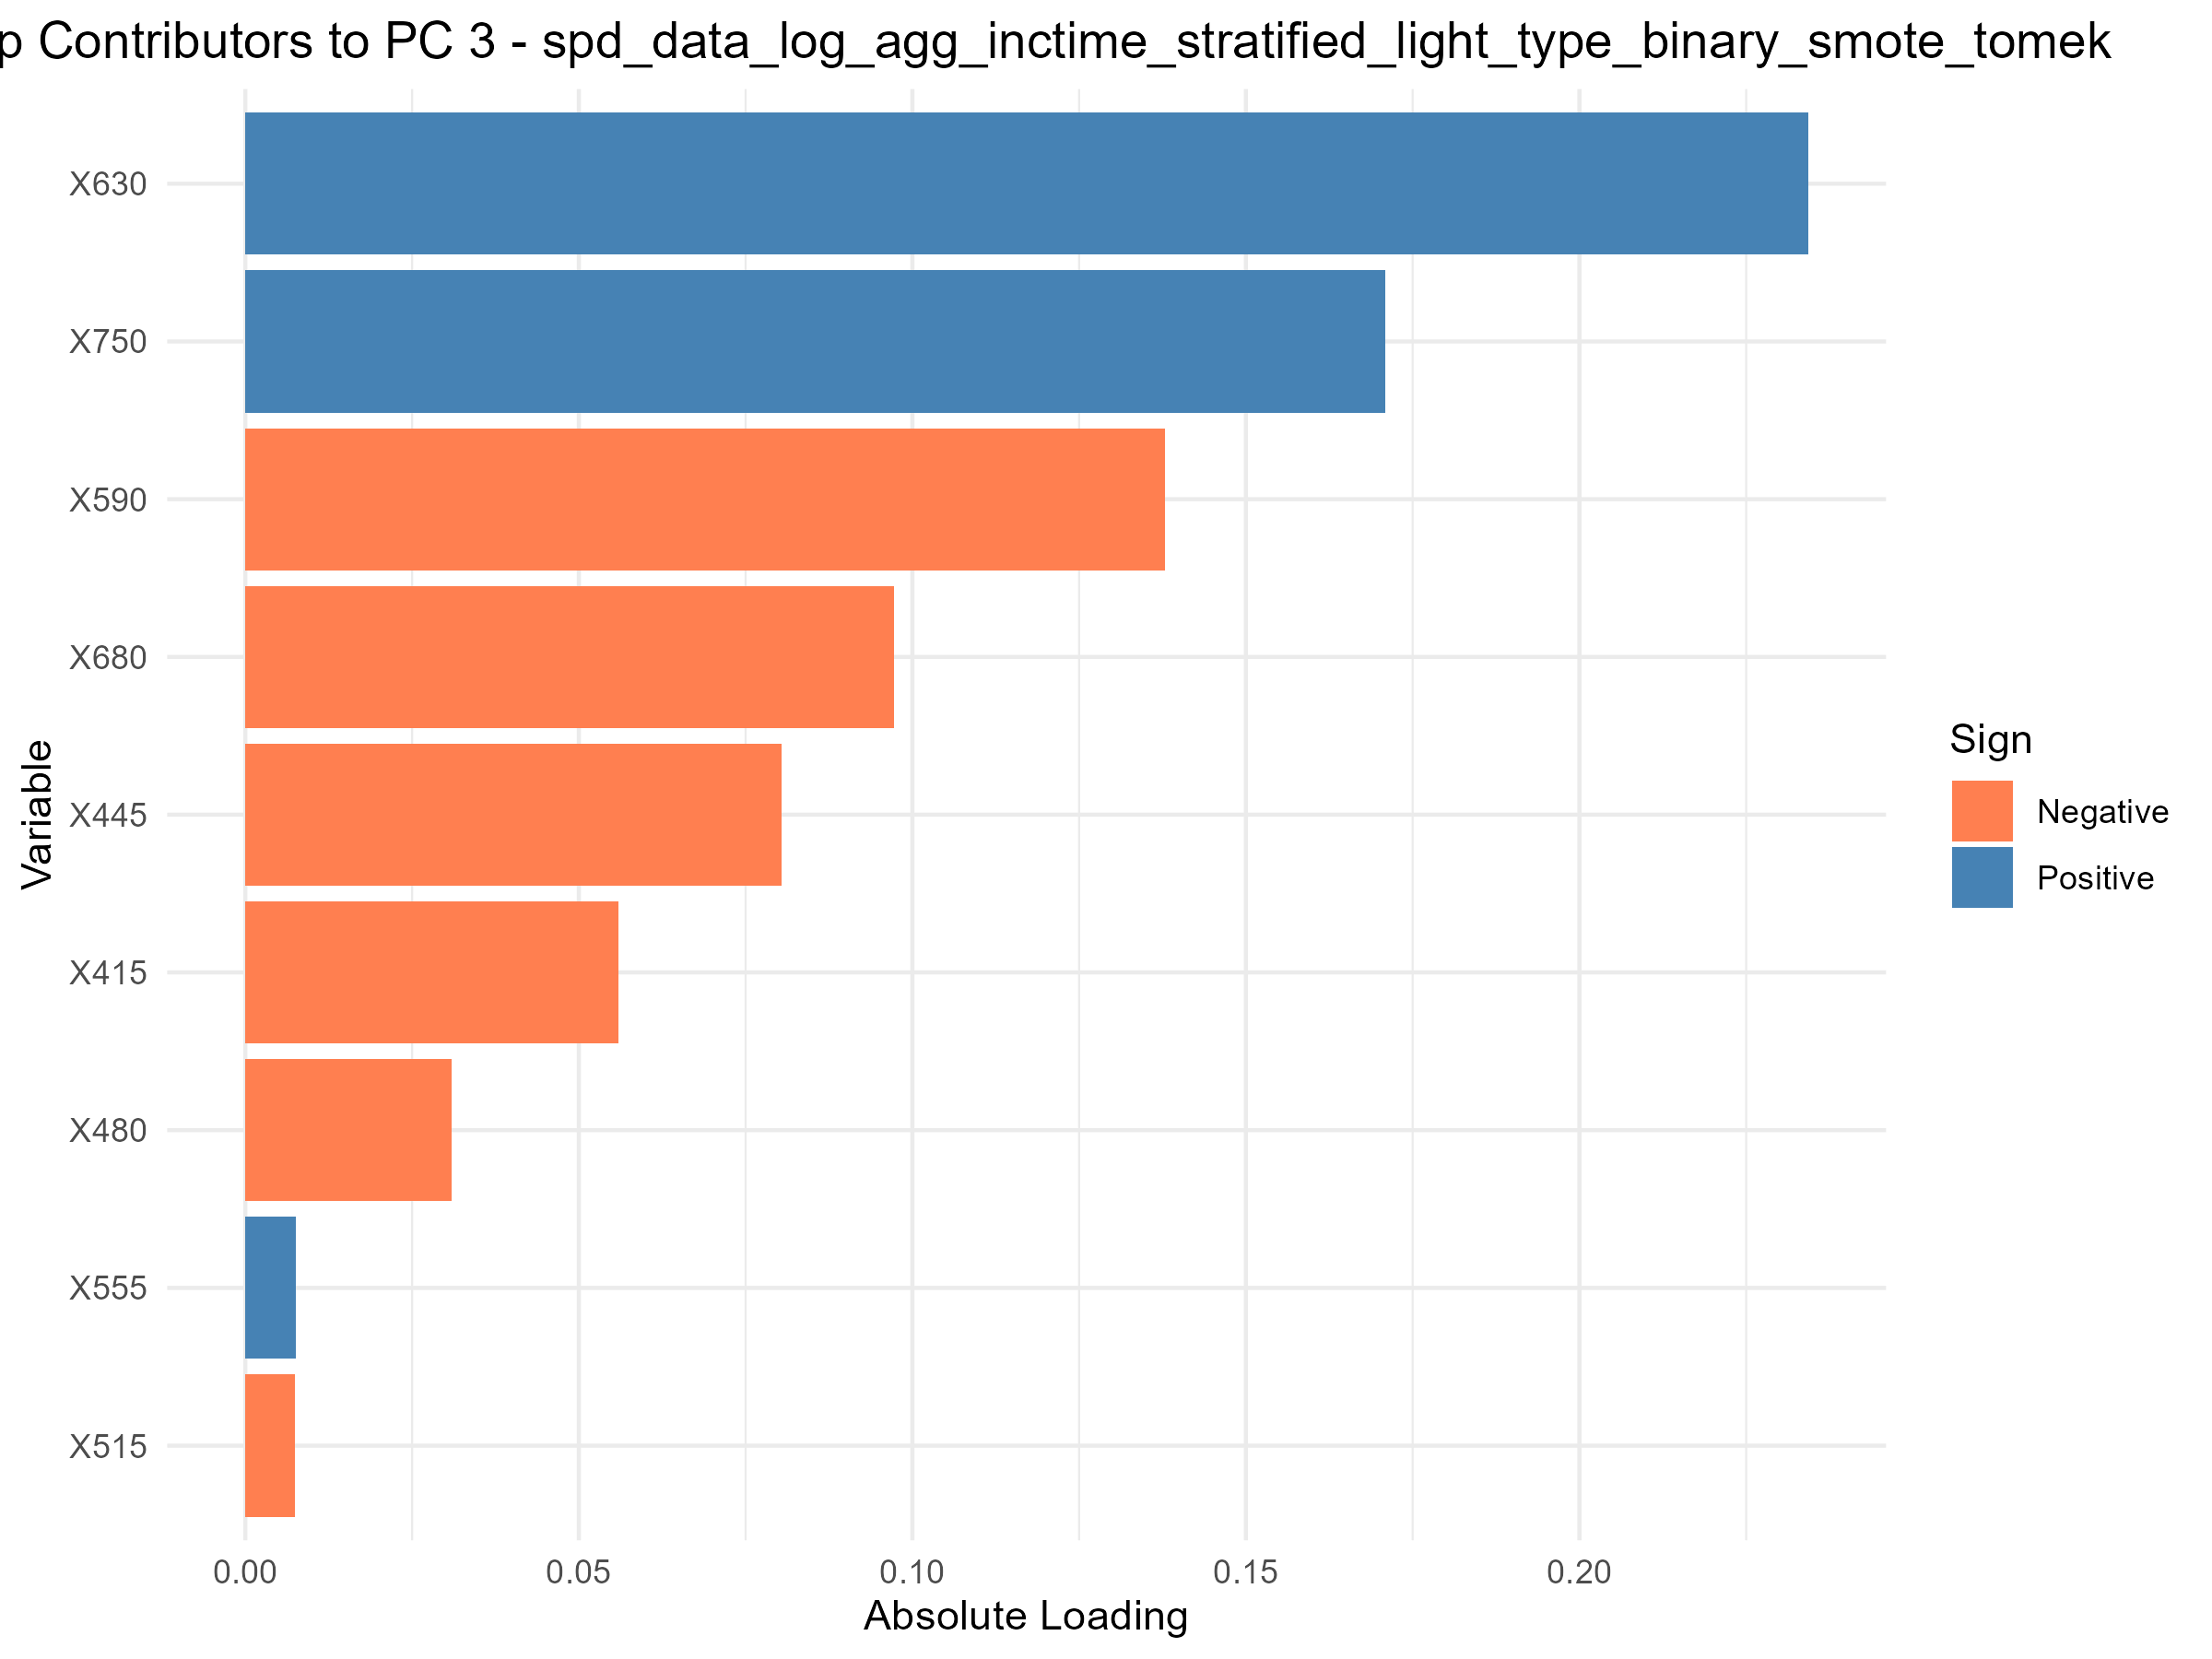 p Contributors to PC 3 - spd_data_log_agg_inctime_stratified_light_type_binary_smote_tomek
X630
X750
X590
X680
X445
X415
X480
X555
X515
Variable
0.00 0.05 0.10 0.15 0.20
Absolute Loading
Sign
Negative
Positive